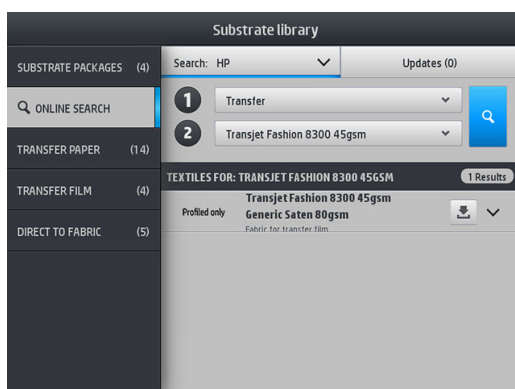 Substrate library
SUBSTRATE PACKAGES (4)
Search: HP
Updates (0)
ONLINE SEARCH
1 Transfer
2 Transjet Fashion 8300 45gsm
TRANSFER PAPER (14)
TRANSFER FILM (4)
DIRECT TO FABRIC (5)
TEXTILES FOR: TRANSJET FASHION 8300 45GSM
1 Results
Profiled only
Transjet Fashion 8300 45gsm
Generic Saten 80gsm
Fabric for transfer film